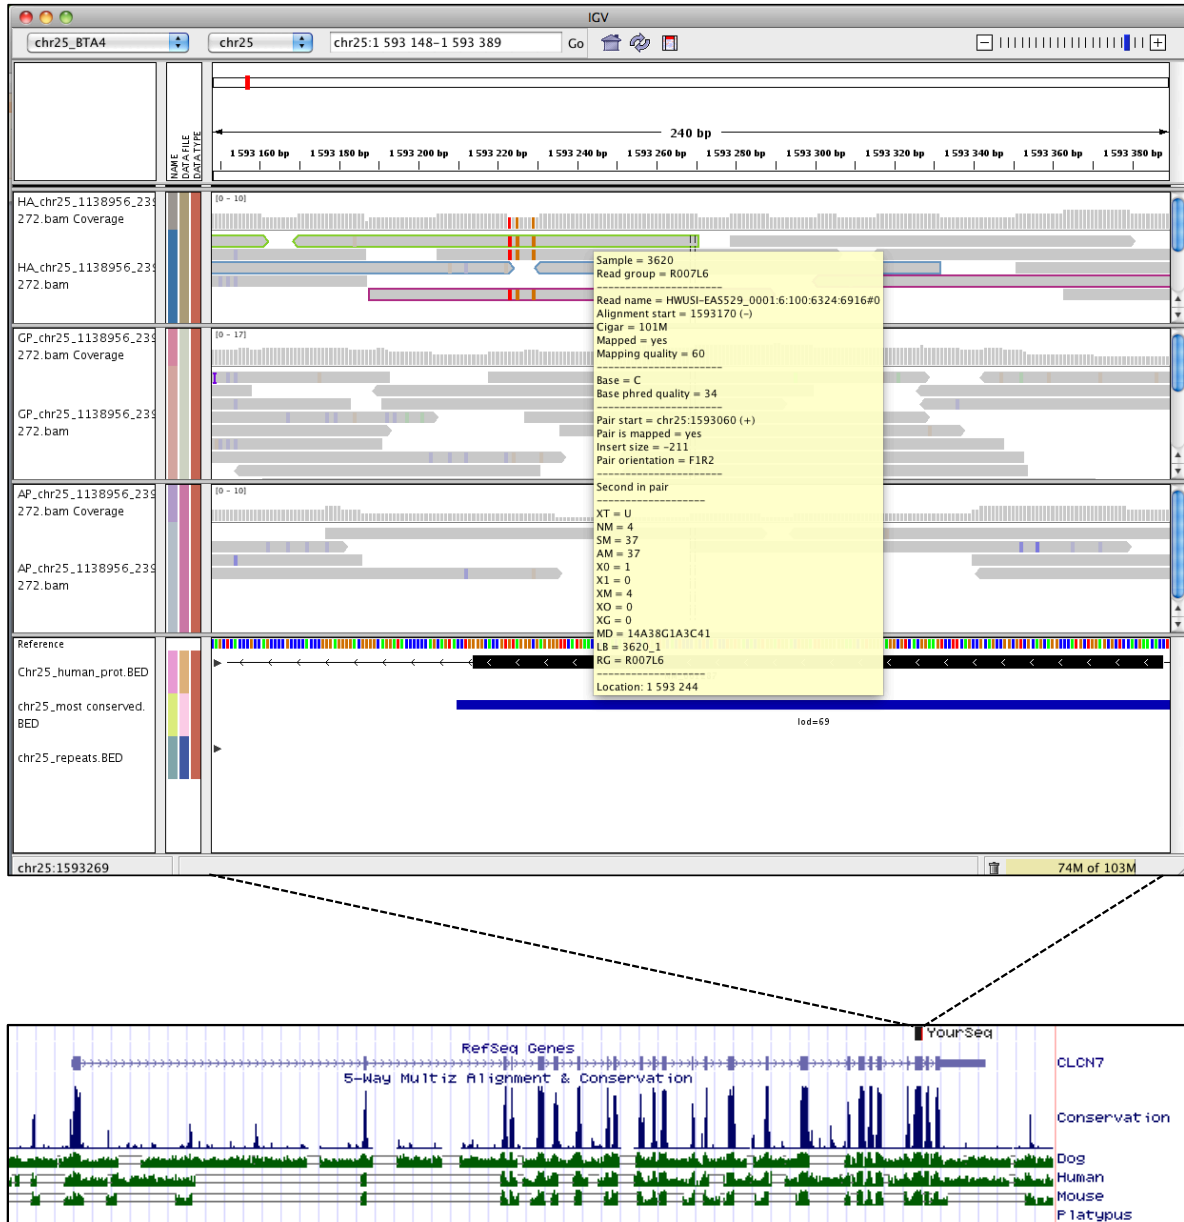 IGV
chr25_BTA4
chr25
chr25:1 593 148-1 593 389
Go
240 bp
NAME
DATA FILE
DATA TYPE
1 593 160 bp 1 593 180 bp 1 593 200 bp 1 593 220 bp 1 593 240 bp 1 593 260 bp 1 593 280 bp 1 593 300 bp 1 593 320 bp 1 593 340 bp 1 593 360 bp 1 593 380 bp
HA_chr25_1138956_239
272.bam Coverage
[0 - 10]
HA_chr25_1138956_239
272.bam
GP_chr25_1138956_239
272.bam Coverage
[0 - 17]
GP_chr25_1138956_239
272.bam
AP_chr25_1138956_239
272.bam Coverage
[0 - 10]
AP_chr25_1138956_239
272.bam
Sample = 3620
Read group = R007L6
----------------------
Read name = HWUSI-EAS529_0001:6:100:6324:6916#0
Alignment start = 1593170 (-)
Cigar = 101M
Mapped = yes
Mapping quality = 60
----------------------
Base = C
Base phred quality = 34
----------------------
Pair start = chr25:1593060 (+)
Pair is mapped = yes
Insert size = -211
Pair orientation = F1R2
----------------------
Second in pair
-------------------
XT = U
NM = 4
SM = 37
AM = 37
X0 = 1
X1 = 0
XM = 4
XO = 0
XG = 0
MD = 14A38G1A3C41
LB = 3620_1
RG = R007L6
-------------------
Location: 1 593 244
Reference
Chr25_human_prot.BED
chr25_most conserved.
BED
lod=69
chr25_repeats.BED
chr25:1593269
74M of 103M
YourSeq
RefSeq Genes
CLCN7
5-Way Multiz Alignment & Conservation
Conservation
Dog
Human
Mouse
Platypus